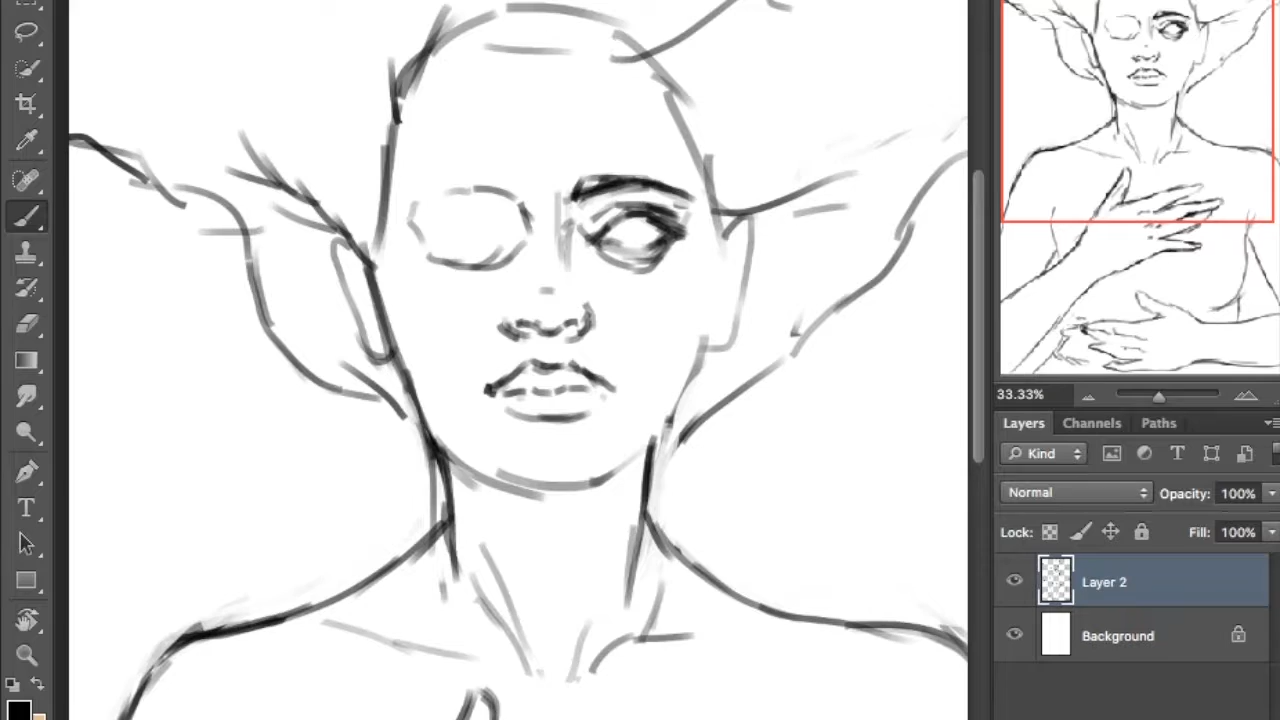 33.33%
Layers Channels Paths
Kind
Normal Opacity: 100%
Lock: Fill: 100%
Layer 2
Background